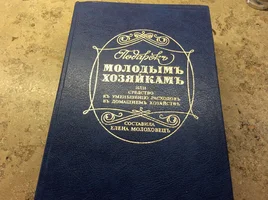 Подарокъ
МОЛОДЫМЪ
ХОЗЯЙКАМЪ
ИЛИ
СРЕДСТВО
КЪ УМЕНЬШЕНІЮ РАСХОДОВЪ
ВЪ ДОМАШНЕМЪ ХОЗЯЙСТВѢ
СОСТАВИЛА
ЕЛЕНА МОЛОХОВЕЦЪ